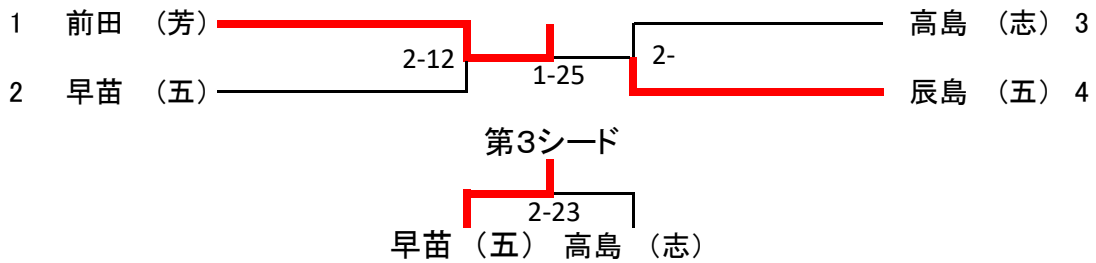 1 前田 （芳） 高島 （志） 3
2-12 2-
1-25
2 早苗 （五） 辰島 （五） 4
第３シード
2-23
早苗 （五） 高島 （志）